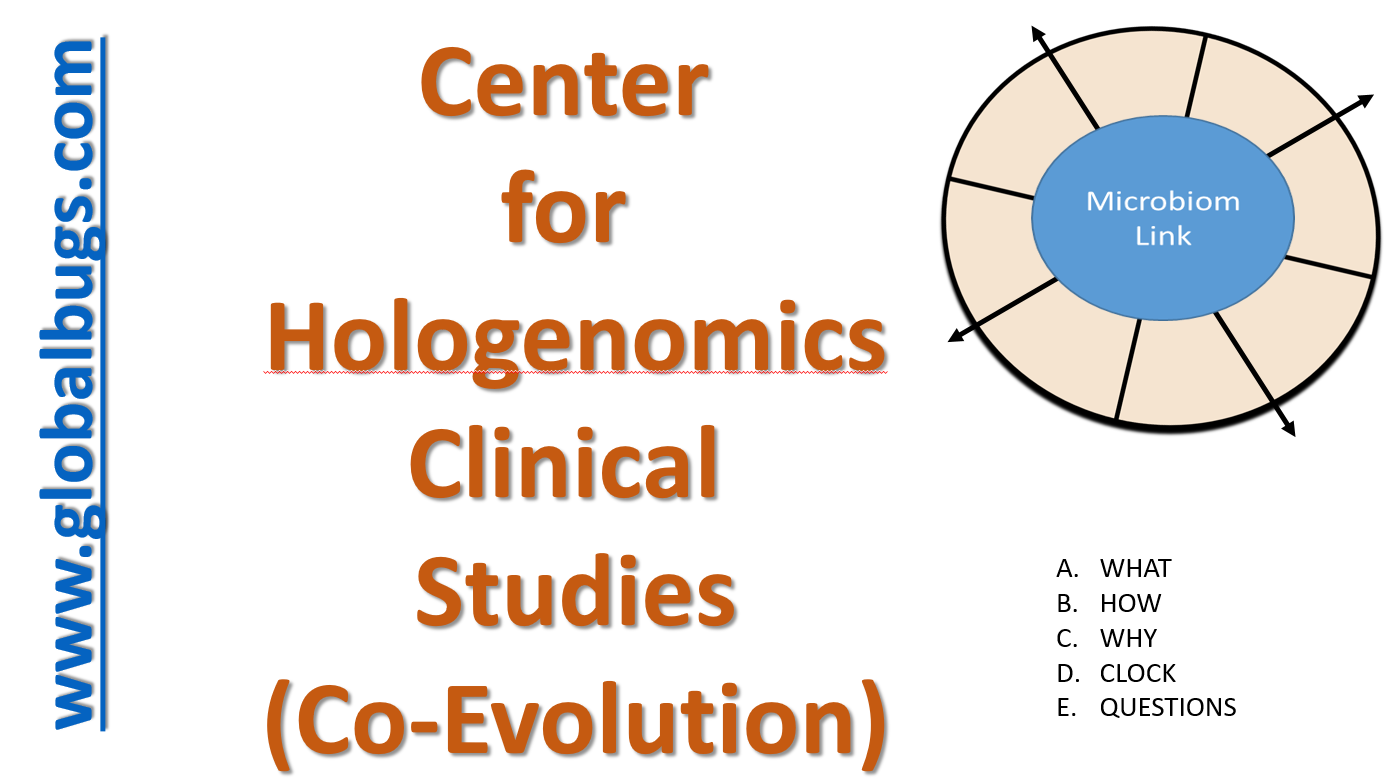 www.globalbugs.com
Center
for
Hologenomics
Clinical
Studies
(Co-Evolution)
Microbiom
Link
A. WHAT
B. HOW
C. WHY
D. CLOCK
E. QUESTIONS